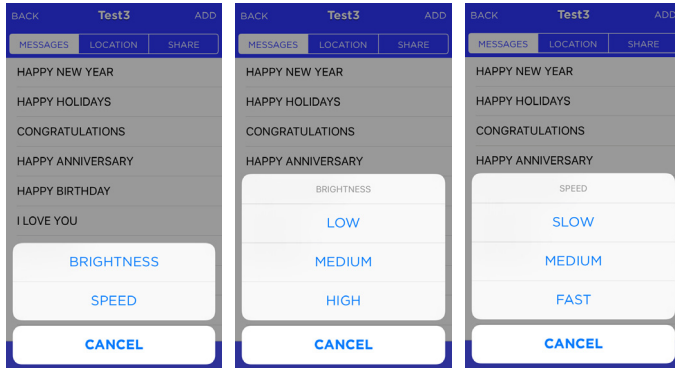 BACK Test3 ADD
MESSAGES LOCATION SHARE
HAPPY NEW YEAR
HAPPY HOLIDAYS
CONGRATULATIONS
HAPPY ANNIVERSARY
HAPPY BIRTHDAY
I LOVE YOU
BRIGHTNESS
SPEED
CANCEL
BACK Test3 ADD
MESSAGES LOCATION SHARE
HAPPY NEW YEAR
HAPPY HOLIDAYS
CONGRATULATIONS
HAPPY ANNIVERSARY
BRIGHTNESS
LOW
MEDIUM
HIGH
CANCEL
BACK Test3 ADD
MESSAGES LOCATION SHARE
HAPPY NEW YEAR
HAPPY HOLIDAYS
CONGRATULATIONS
HAPPY ANNIVERSARY
SPEED
SLOW
MEDIUM
FAST
CANCEL